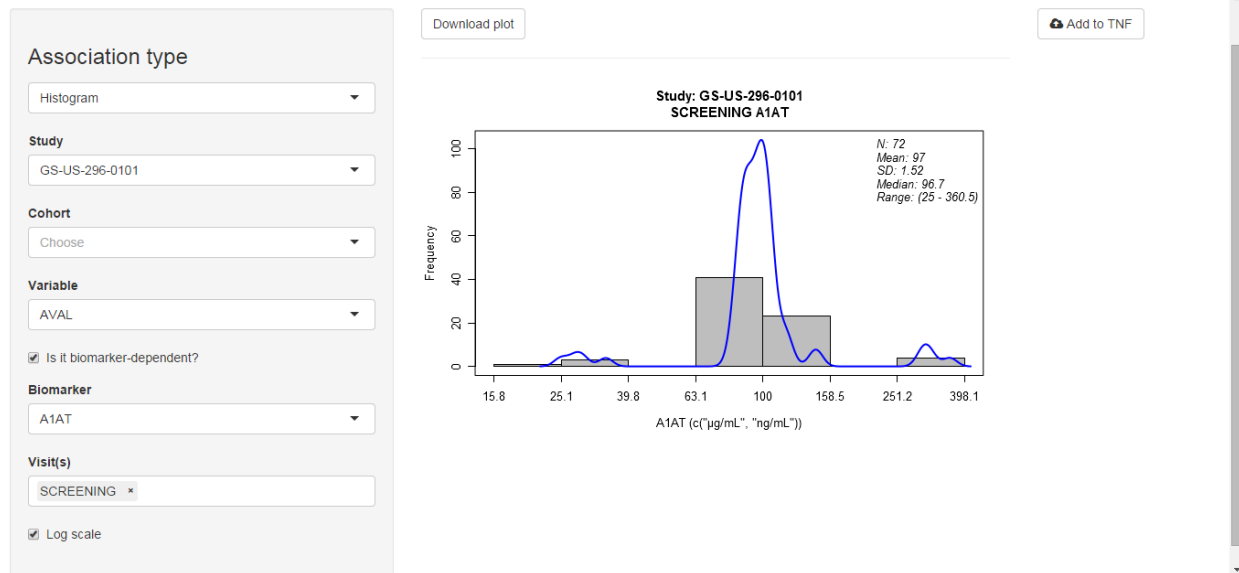 Association type
Histogram
Study
GS-US-296-0101
Cohort
Choose
Variable
AVAL
Is it biomarker-dependent?
Biomarker
A1AT
Visit(s)
SCREENING ×
Log scale
Download plot
Add to TNF
Study: GS-US-296-0101
SCREENING A1AT
N: 72
Mean: 97
SD: 1.52
Median: 96.7
Range: (25 - 360.5)
Frequency
100
80
60
40
20
0
15.8 25.1 39.8 63.1 100 158.5 251.2 398.1
A1AT (c("µg/mL", "ng/mL"))